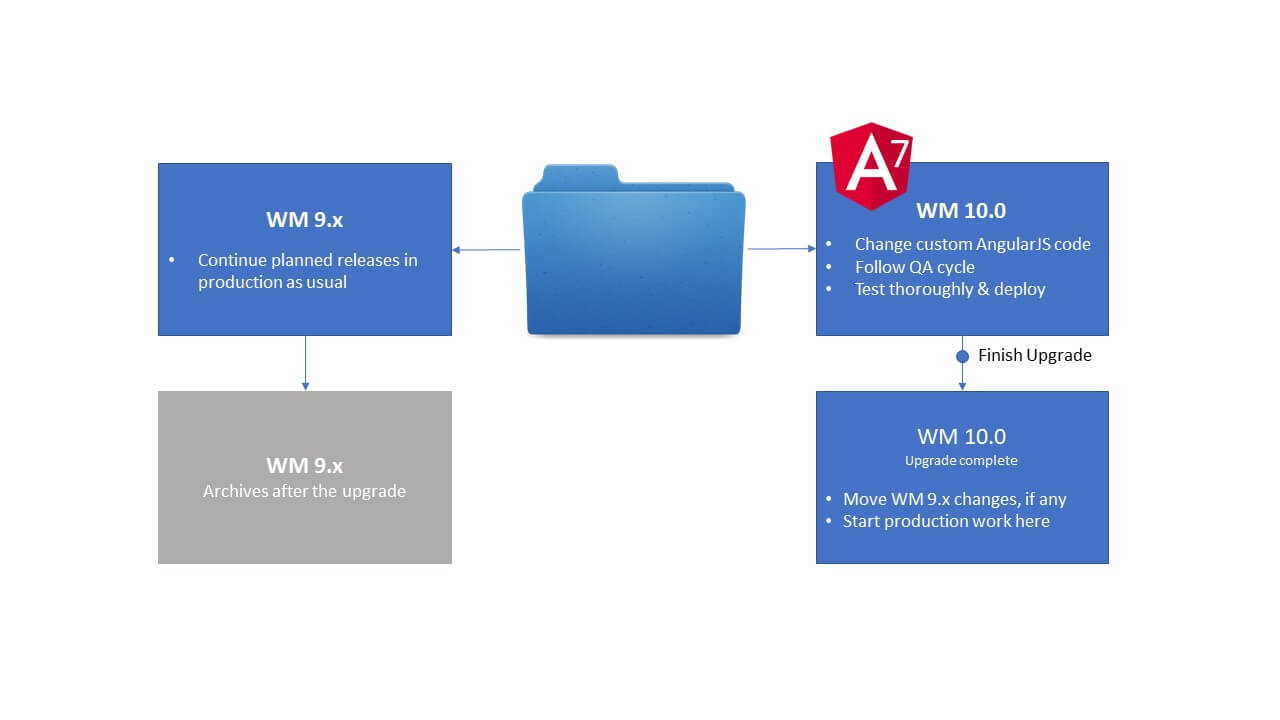 WM 9.x
• Continue planned releases in
production as usual
A7
WM 10.0
• Change custom AngularJS code
• Follow QA cycle
• Test thoroughly & deploy
Finish Upgrade
WM 9.x
Archives after the upgrade
WM 10.0
Upgrade complete
• Move WM 9.x changes, if any
• Start production work here